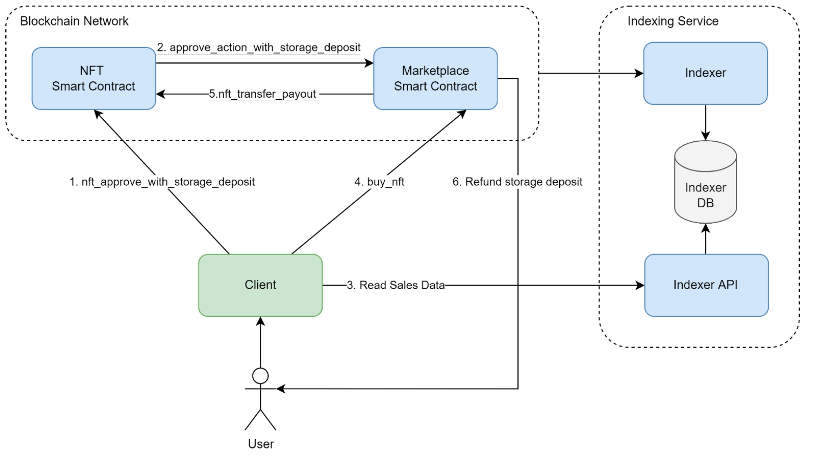 Blockchain Network
Indexing Service
2. approve_action_with_storage_deposit
NFT
Smart Contract
Marketplace
Smart Contract
Indexer
5.nft_transfer_payout
1. nft_approve_with_storage_deposit
4. buy_nft
6. Refund storage deposit
Indexer
DB
Client
3. Read Sales Data
Indexer API
User